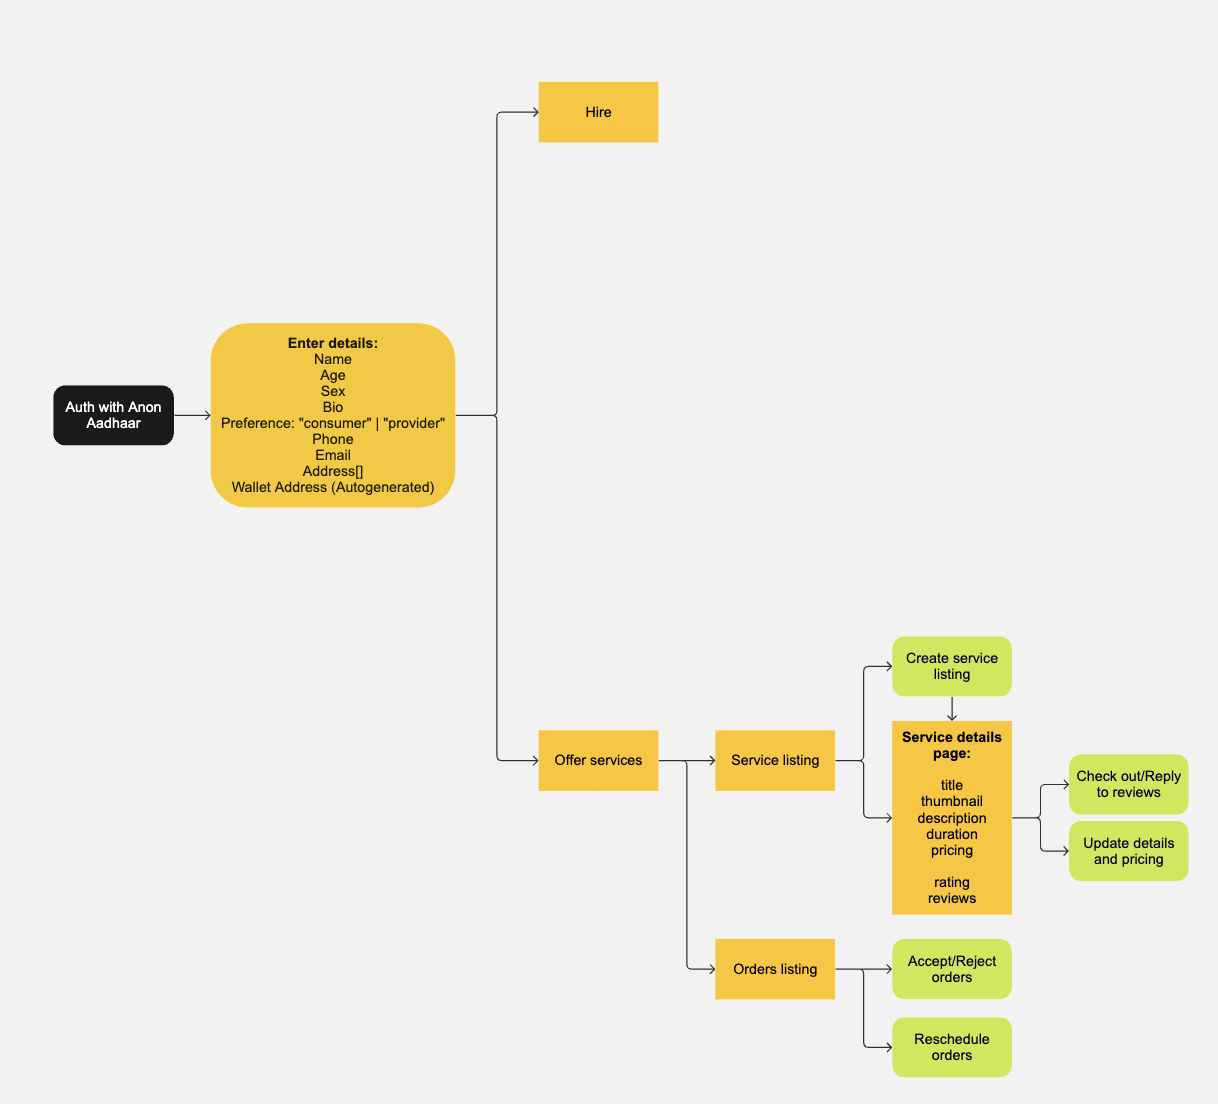 Hire
Enter details:
Name
Age
Sex
Bio
Preference: "consumer" | "provider"
Phone
Email
Address[]
Wallet Address (Autogenerated)
Auth with Anon
Aadhaar
Offer services
Service listing
Create service
listing
Service details
page:
title
thumbnail
description
duration
pricing
rating
reviews
Check out/Reply
to reviews
Update details
and pricing
Orders listing
Accept/Reject
orders
Reschedule
orders